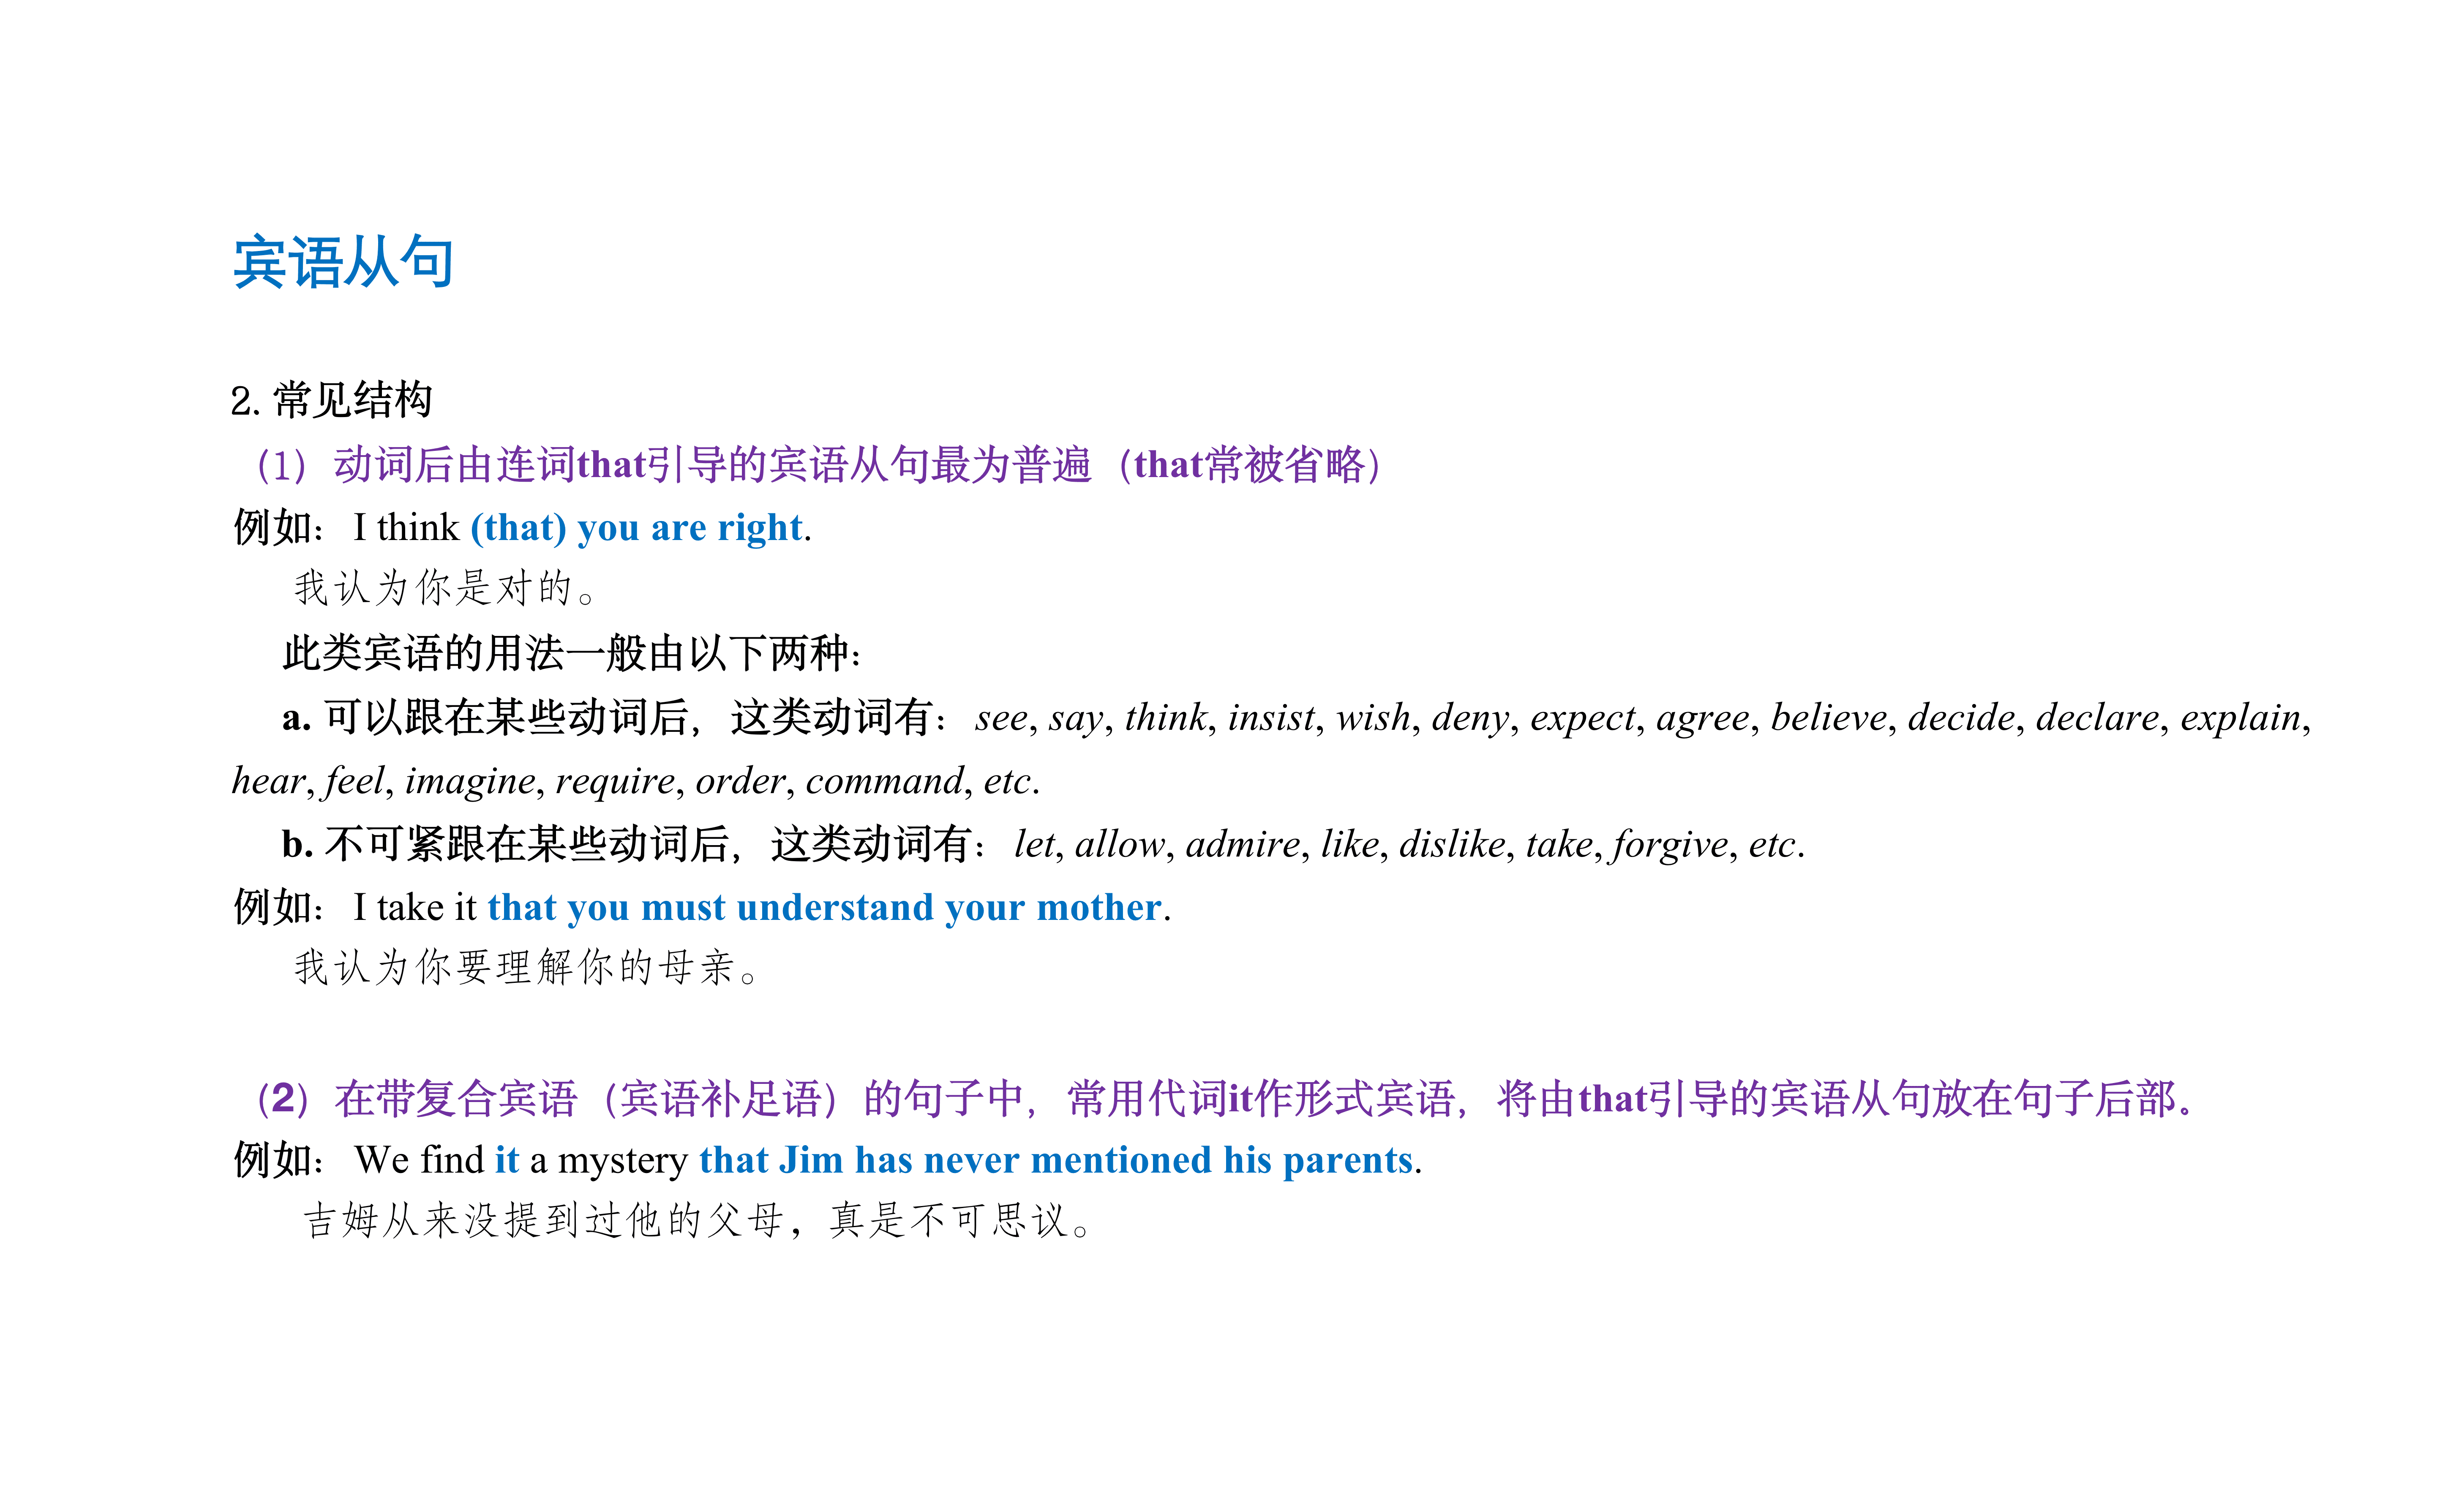 宾语从句
2. 常见结构
（1）动词后由连词that引导的宾语从句最为普遍（that常被省略）
例如：I think (that) you are right.
我认为你是对的。
此类宾语的用法一般由以下两种：
a. 可以跟在某些动词后，这类动词有：see, say, think, insist, wish, deny, expect, agree, believe, decide, declare, explain,
hear, feel, imagine, require, order, command, etc.
b. 不可紧跟在某些动词后，这类动词有：let, allow, admire, like, dislike, take, forgive, etc.
例如：I take it that you must understand your mother.
我认为你要理解你的母亲。
（2）在带复合宾语（宾语补足语）的句子中，常用代词it作形式宾语，将由that引导的宾语从句放在句子后部。
例如：We find it a mystery that Jim has never mentioned his parents.
吉姆从来没提到过他的父母，真是不可思议。